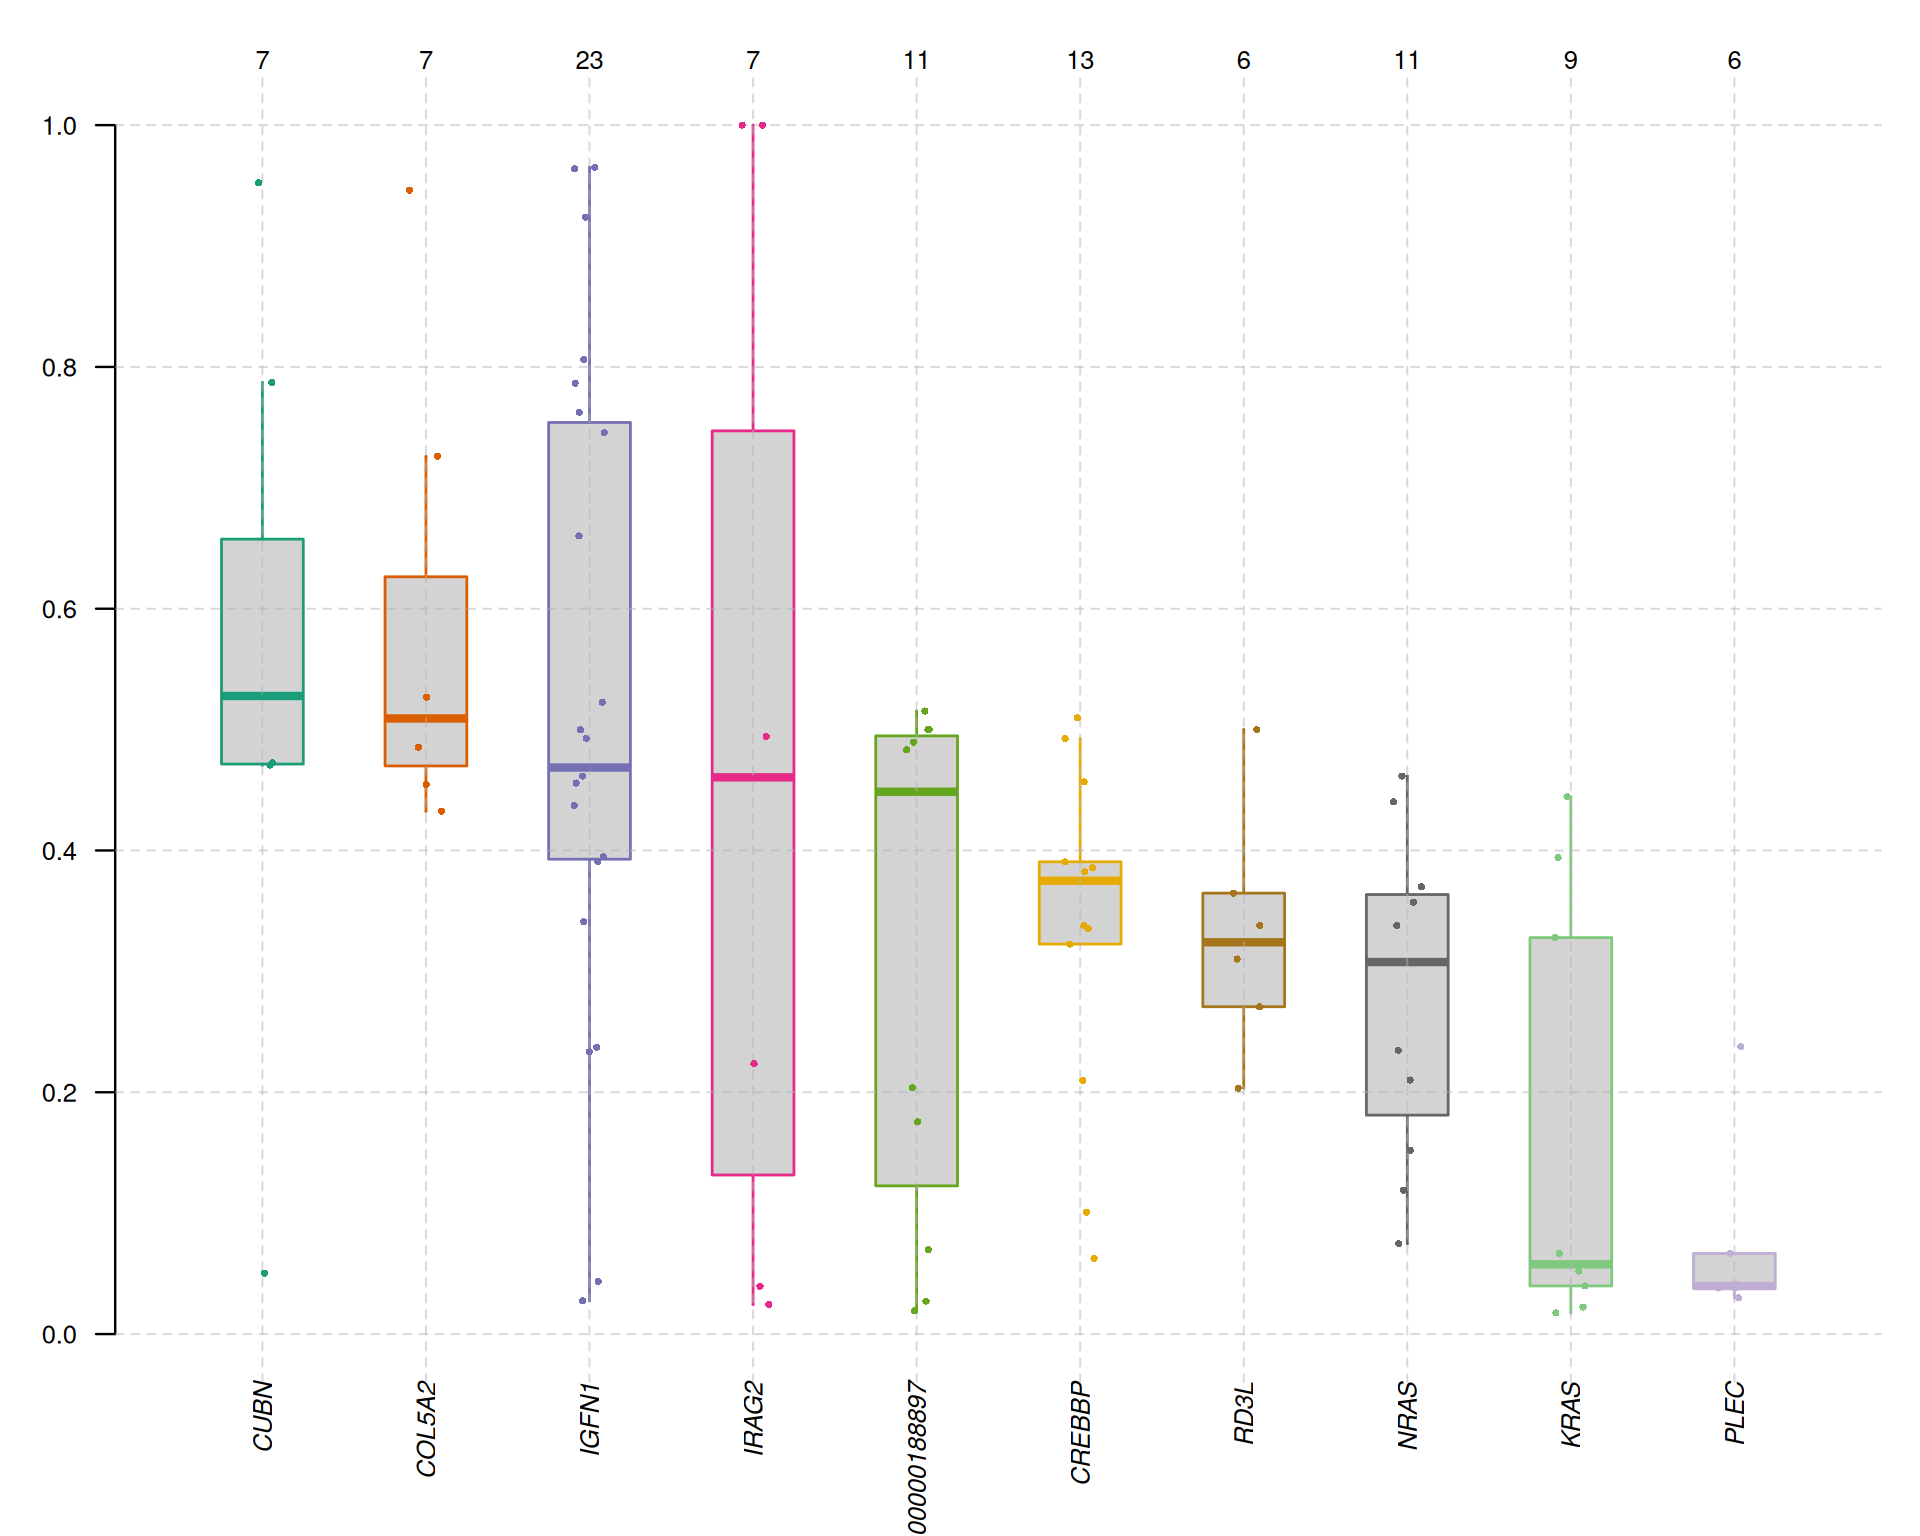 7 7 23 7 11 13 6 11 9 6
1.0
0.8
0.6
0.4
0.2
0.0
CUBN
COL5A2
IGFN1
IRAG2
00000188897
CREBBP
RD3L
NRAS
KRAS
PLEC